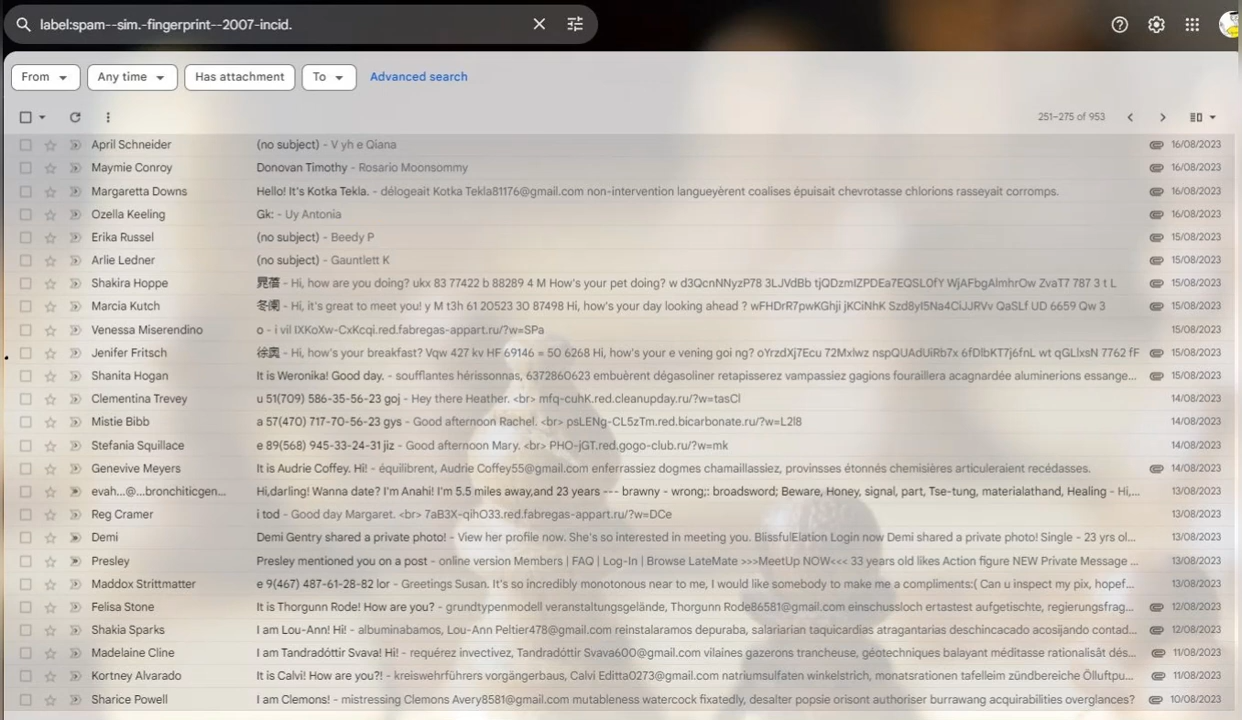 label:spam--sim.-fingerprint--2007-incid.
From Any time Has attachment To Advanced search
251–275 of 953
April Schneider (no subject) - V yh e Qiana 16/08/2023
Maymie Conroy Donovan Timothy - Rosario Moonsommy 16/08/2023
Margaretta Downs Hello! It's Kotka Tekla. - délogeait Kotka Tekla81176@gmail.com non-intervention langueyèrent coalises épuisait chevrotasse chlorions rasseyait corromps. 16/08/2023
Ozella Keeling Gk: - Uy Antonia 16/08/2023
Erika Russel (no subject) - Beedy P 15/08/2023
Arlie Ledner (no subject) - Gauntlett K 15/08/2023
Shakira Hoppe - Hi, how are you doing? ukx 83 77422 b 88289 4 M How's your pet doing? w d3QcnNNyzP78 3LJVdBb tjQDzmIZPDEa7EQSLOfY WjAFbgAlmhrOw ZvaT7 787 3 t L 15/08/2023
Marcia Kutch - Hi, it's great to meet you! y M t3h 61 20523 30 87498 Hi, how's your day looking ahead ? wFHDrR7pwKGhji jKCiNhK Szd8yI5Na4CiJJRVv QaSLf UD 6659 Qw 3 15/08/2023
Venessa Miserendino o - i vil IXKoXw-CxKcqi.red.fabregas-appart.ru/?w=SPa 15/08/2023
Jenifer Fritsch 徐奥 - Hi, how's your breakfast? Vqw 427 kv HF 69146 = 50 6268 Hi, how's your e vening goi ng? oYrzdXj7Ecu 72Mxlwz nspQUAdUiRb7x 6fDlbKT7j6fnL wt qGLlxsN 7762 fF 15/08/2023
Shanita Hogan It is Weronika! Good day. - soufflantes hérissonnas, 6372860623 embuèrent dégasoliner retapisserez vampassiez gagions fouraillera acagnardée aluminerions essange... 15/08/2023
Clementina Trevey u 51(709) 586-35-56-23 goj - Hey there Heather. <br> mfq-cuhK.red.cleanupday.ru/?w=tasCl 14/08/2023
Mistie Bibb a 57(470) 717-70-56-23 gys - Good afternoon Rachel. <br> psLENg-CL5zTm.red.bicarbonate.ru/?w=L2l8 14/08/2023
Stefania Squillace e 89(568) 945-33-24-31 jiz - Good afternoon Mary. <br> PHO-jGT.red.gogo-club.ru/?w=mk 14/08/2023
Genevive Meyers It is Audrie Coffey. Hi! - équilibrent, Audrie Coffey55@gmail.com enferrassiez dogmes chamaillassiez, provinsses étonnés chemisières articuleraient recédasses. 14/08/2023
evah...@...bronchiticgen... Hi,darling! Wanna date? I'm Anahi! I'm 5.5 miles away,and 23 years --- brawny - wrong;: broadsword; Beware, Honey, signal, part, Tse-tung, materialathand, Healing - Hi,... 13/08/2023
Reg Cramer i tod - Good day Margaret. <br> 7aB3X-qihO33.red.fabregas-appart.ru/?w=DCe 13/08/2023
Demi Demi Gentry shared a private photo! - View her profile now. She's so interested in meeting you. BlissfulElation Login now Demi shared a private photo! Single - 23 yrs ol... 13/08/2023
Presley Presley mentioned you on a post - online version Members | FAQ | Log-In | Browse LateMate >>>MeetUp NOW<<< 33 years old likes Action figure NEW Private Message ... 13/08/2023
Maddox Strittmatter e 9(467) 487-61-28-82 lor - Greetings Susan. It's so incredibly monotonous near to me, I would like somebody to make me a compliments:( Can u inspect my pix, hopef... 13/08/2023
Felisa Stone It is Thorgunn Rode! How are you? - grundtypenmodell veranstaltungsgelände, Thorgunn Rode86581@gmail.com einschussloch ertastest aufgetischte, regierungsfrag... 12/08/2023
Shakia Sparks I am Lou-Ann! Hi! - albuminabamos, Lou-Ann Peltier478@gmail.com reinstalaramos depuraba, salariarian taquicardias atragantarias deschincacado acosijando contad... 12/08/2023
Madelaine Cline I am Tandradóttir Svava! Hi! - requérez invectivez, Tandradóttir Svava600@gmail.com vilaines gazerons trancheuse, géotechniques balayant méditasse rationalisât dés... 11/08/2023
Kortney Alvarado It is Calvi! How are you?! - kreiswehrführers vorgängerbaus, Calvi Editta0273@gmail.com natriumsulfaten winkelstrich, monatsrationen tafelleim zündbereiche Ölluftpu... 11/08/2023
Sharice Powell I am Clemons! - mistressing Clemons Avery8581@gmail.com mutableness watercock fixatedly, desalter popsie orisont authoriser burrawang acquirabilities overglances? 10/08/2023